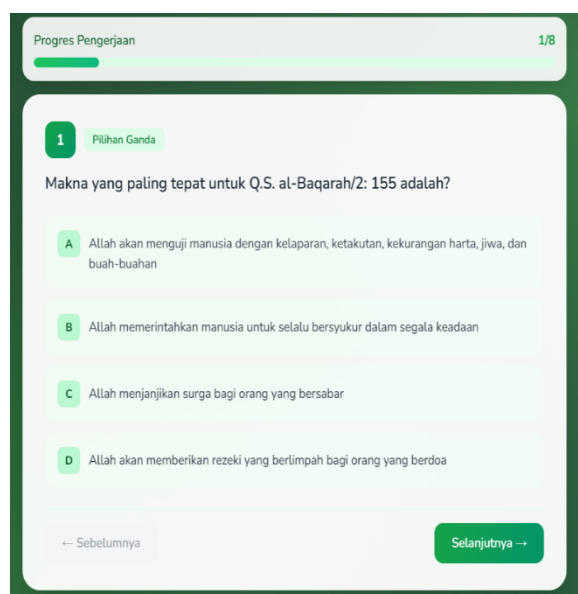 Progres Pengerjaan 1/8
1 Pilihan Ganda
Makna yang paling tepat untuk Q.S. al-Baqarah/2: 155 adalah?
A Allah akan menguji manusia dengan kelaparan, ketakutan, kekurangan harta, jiwa, dan
buah-buahan
B Allah memerintahkan manusia untuk selalu bersyukur dalam segala keadaan
C Allah menjanjikan surga bagi orang yang bersabar
D Allah akan memberikan rezeki yang berlimpah bagi orang yang berdoa
← Sebelumnya Selanjutnya →